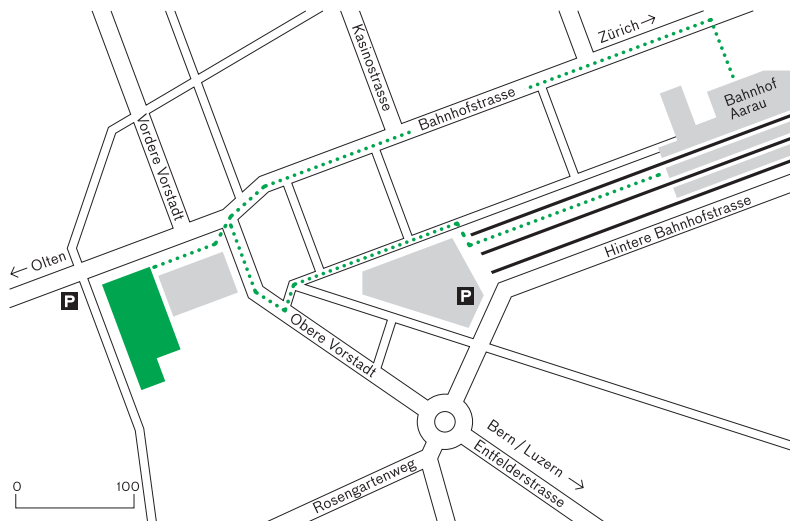 Zürich →
Kasinostrasse
Bahnhofstrasse
Bahnhof
Aarau
Vordere Vorstadt
Hintere Bahnhofstrasse
← Olten
P
P
Obere Vorstadt
Bern / Luzern →
Entfelderstrasse
Rosengartenweg
0 100